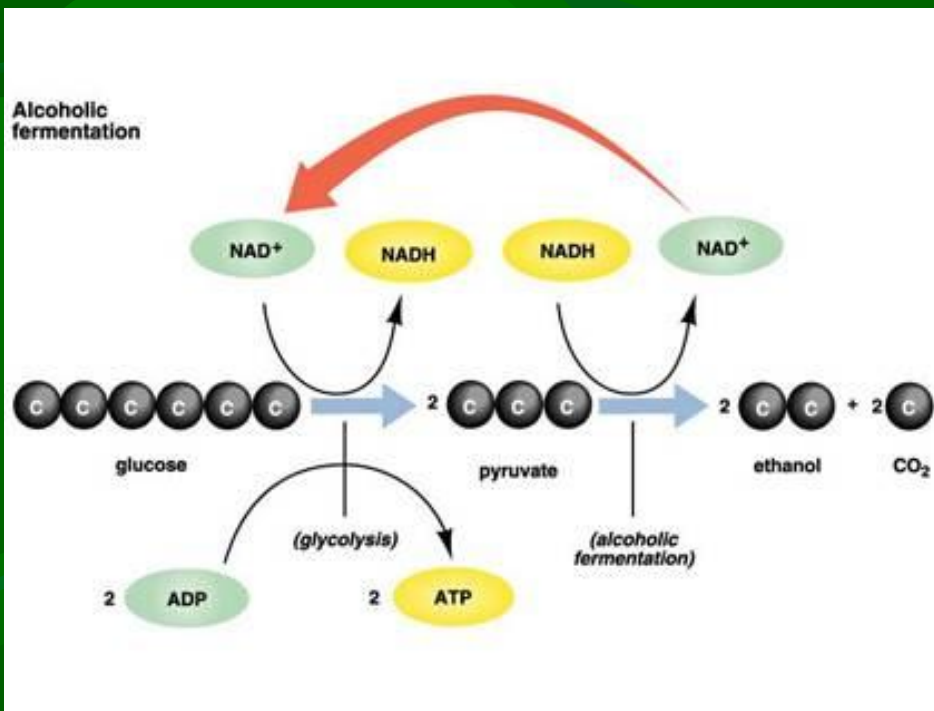 Alcoholic
fermentation
NAD+ NADH NADH NAD+
C C C C C C 2 C C C 2 C C + 2 C
glucose pyruvate ethanol CO₂
(glycolysis) (alcoholic
fermentation)
2 ADP 2 ATP